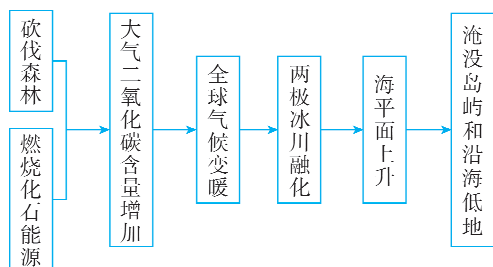 砍伐森林
燃烧化石能源
大气二氧化碳含量增加
全球气候变暖
两极冰川融化
海平面上升
淹没岛屿和沿海低地